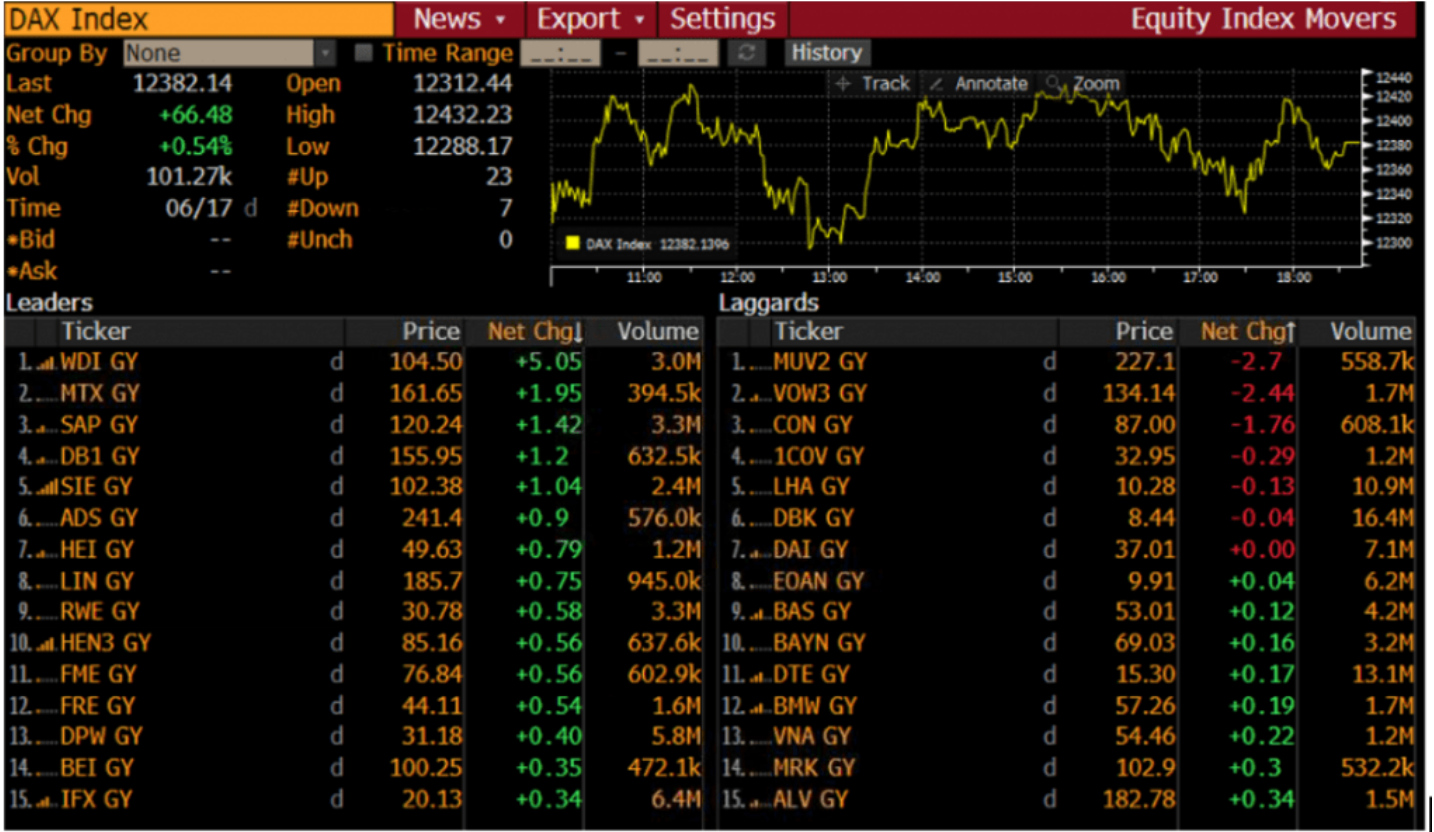 DAX Index News Export Settings Equity Index Movers
Group By None Time Range __:__ - __:__ History
Last 12382.14 Open 12312.44
Net Chg +66.48 High 12432.23
% Chg +0.54% Low 12288.17
Vol 101.27k #Up 23
Time 06/17 d #Down 7
*Bid -- #Unch 0
*Ask --
Track Annotate Zoom
12440
12420
12400
12380
12360
12340
12320
12300
DAX Index 12382.1396
11:00 12:00 13:00 14:00 15:00 16:00 17:00 18:00
Leaders
Ticker Price Net Chg↓ Volume
1. WDI GY d 104.50 +5.05 3.0M
2. MTX GY d 161.65 +1.95 394.5k
3. SAP GY d 120.24 +1.42 3.3M
4. DB1 GY d 155.95 +1.2 632.5k
5. SIE GY d 102.38 +1.04 2.4M
6. ADS GY d 241.4 +0.9 576.0k
7. HEI GY d 49.63 +0.79 1.2M
8. LIN GY d 185.7 +0.75 945.0k
9. RWE GY d 30.78 +0.58 3.3M
10. HEN3 GY d 85.16 +0.56 637.6k
11. FME GY d 76.84 +0.56 602.9k
12. FRE GY d 44.11 +0.54 1.6M
13. DPW GY d 31.18 +0.40 5.8M
14. BEI GY d 100.25 +0.35 472.1k
15. IFX GY d 20.13 +0.34 6.4M
Laggards
Ticker Price Net Chg↑ Volume
1. MUV2 GY d 227.1 -2.7 558.7k
2. VOW3 GY d 134.14 -2.44 1.7M
3. CON GY d 87.00 -1.76 608.1k
4. 1COV GY d 32.95 -0.29 1.2M
5. LHA GY d 10.28 -0.13 10.9M
6. DBK GY d 8.44 -0.04 16.4M
7. DAI GY d 37.01 +0.00 7.1M
8. EOAN GY d 9.91 +0.04 6.2M
9. BAS GY d 53.01 +0.12 4.2M
10. BAYN GY d 69.03 +0.16 3.2M
11. DTE GY d 15.30 +0.17 13.1M
12. BMW GY d 57.26 +0.19 1.7M
13. VNA GY d 54.46 +0.22 1.2M
14. MRK GY d 102.9 +0.3 532.2k
15. ALV GY d 182.78 +0.34 1.5M